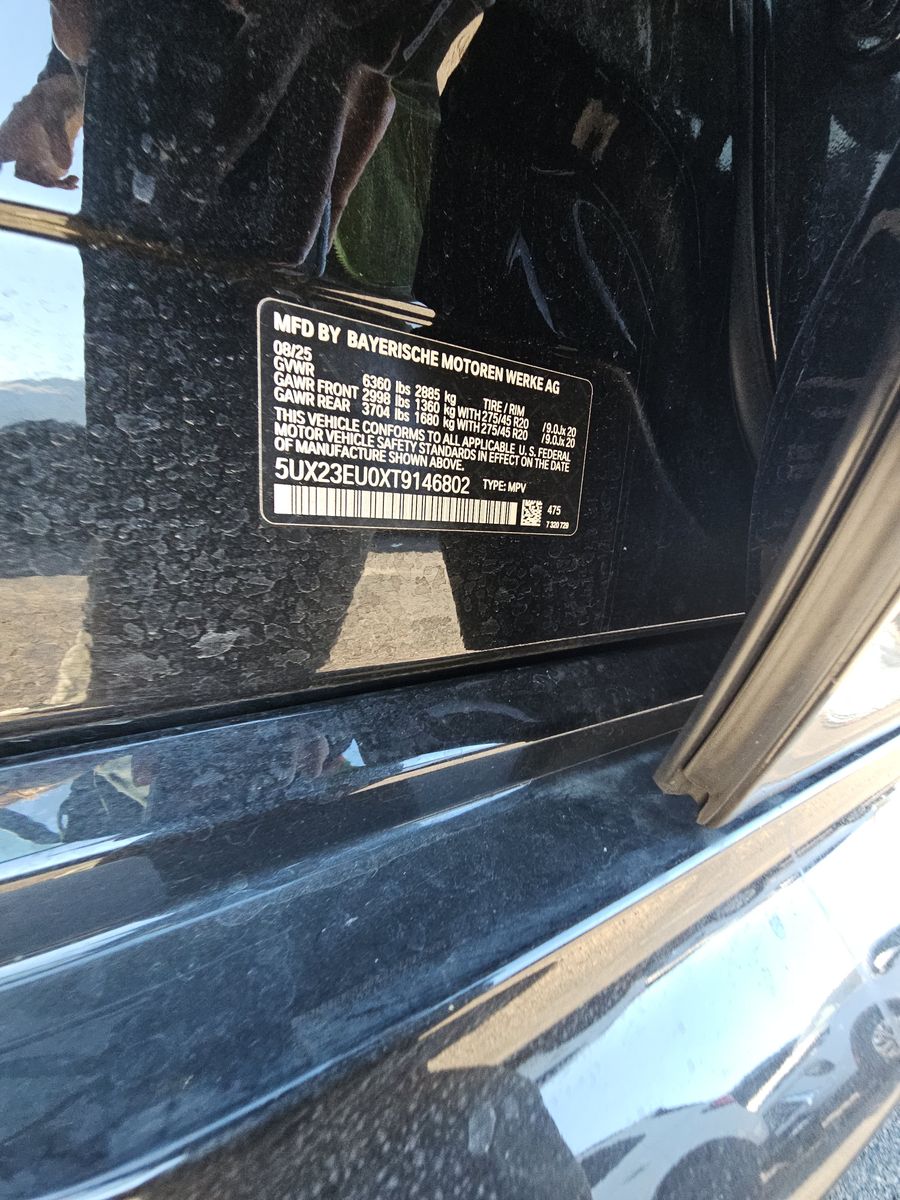 MFD BY BAYERISCHE MOTOREN WERKE AG
08/25
GVWR 6360 lbs 2885 kg TIRE / RIM
GAWR FRONT 2998 lbs 1360 kg WITH 275/45 R20 /9.0Jx20
GAWR REAR 3704 lbs 1680 kg WITH 275/45 R20 /9.0Jx20
THIS VEHICLE CONFORMS TO ALL APPLICABLE U. S. FEDERAL
MOTOR VEHICLE SAFETY STANDARDS IN EFFECT ON THE DATE
OF MANUFACTURE SHOWN ABOVE.
5UX23EU0XT9146802 TYPE: MPV
475
7 320 729